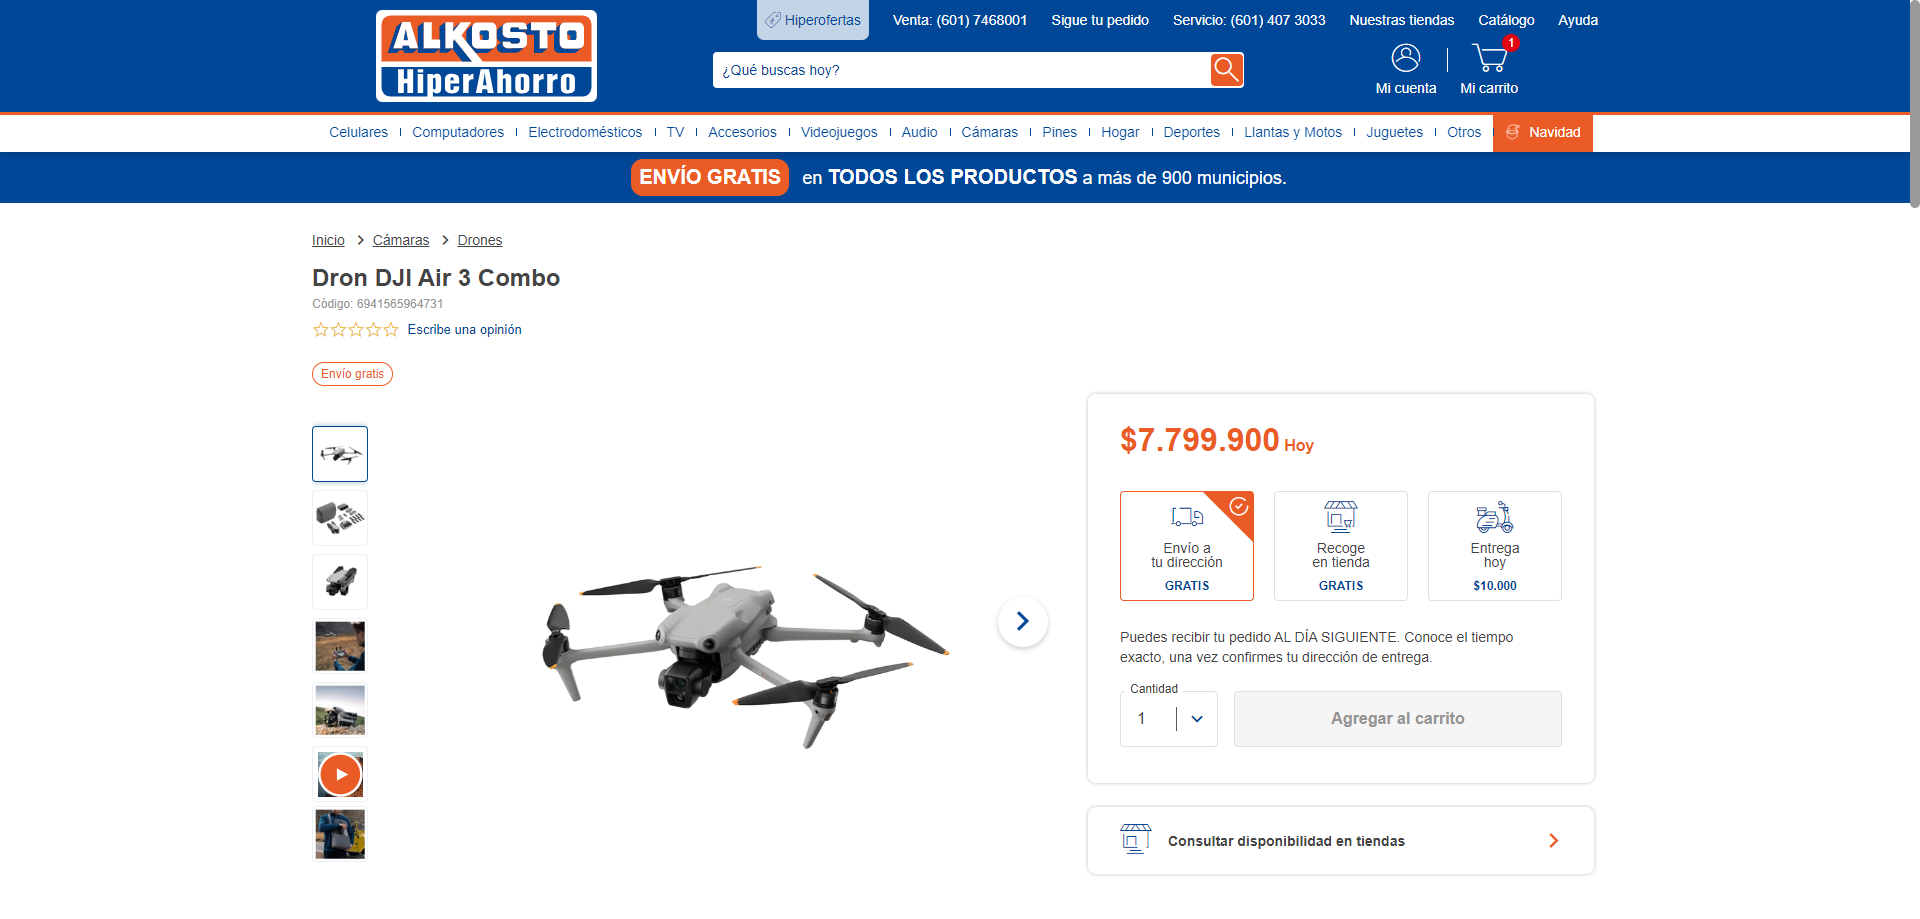 ALKOSTO
HiperAhorro
Hiperofertas
Venta: (601) 7468001
Sigue tu pedido
Servicio: (601) 407 3033
Nuestras tiendas
Catálogo
Ayuda
¿Qué buscas hoy?
Mi cuenta
1
Mi carrito
Celulares
Computadores
Electrodomésticos
TV
Accesorios
Videojuegos
Audio
Cámaras
Pines
Hogar
Deportes
Llantas y Motos
Juguetes
Otros
Navidad
ENVÍO GRATIS en TODOS LOS PRODUCTOS a más de 900 municipios.
Inicio
Cámaras
Drones
Dron DJI Air 3 Combo
Código: 6941565964731
Escribe una opinión
Envío gratis
$7.799.900 Hoy
Envío a
tu dirección
GRATIS
Recoge
en tienda
GRATIS
Entrega
hoy
$10.000
Puedes recibir tu pedido AL DÍA SIGUIENTE. Conoce el tiempo
exacto, una vez confirmes tu dirección de entrega.
Cantidad
1
Agregar al carrito
Consultar disponibilidad en tiendas